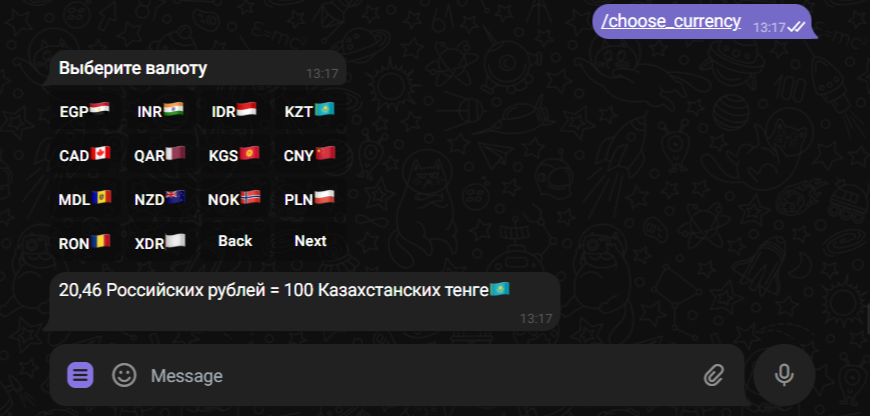 /choose_currency 13:17
Выберите валюту 13:17
EGP🇪🇬 INR🇮🇳 IDR🇮🇩 KZT🇰🇿
CAD🇨🇦 QAR🇶🇦 KGS🇰🇬 CNY🇨🇳
MDL🇲🇩 NZD🇳🇿 NOK🇳🇴 PLN🇵🇱
RON🇷🇴 XDR🏳️ Back Next
20,46 Российских рублей = 100 Казахстанских тенге🇰🇿
13:17
Message